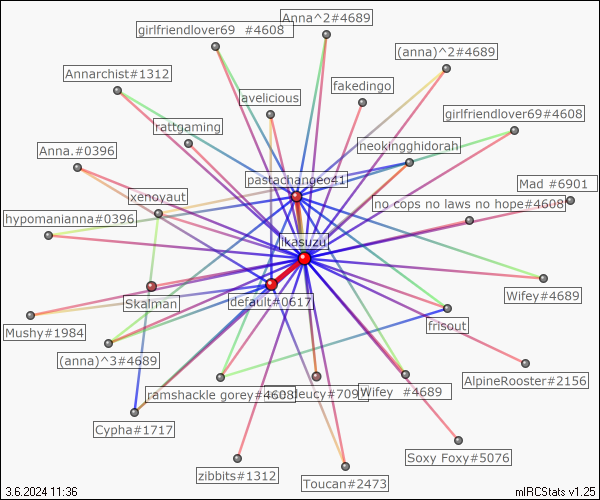 Anna^2#4689
girlfriendlover69 #4608
(anna)^2#4689
Annarchist#1312
fakedingo
avelicious
girlfriendlover69#4608
rattgaming
neokingghidorah
Anna.#0396
pastachangeo41
Mad #6901
xenoyaut
no cops no laws no hope#4608
hypomanianna#0396
ikasuzu
Wifey#4689
Skalman
default#0617
frisout
Mushy#1984
(anna)^3#4689
AlpineRooster#2156
ramshackle gorey#4608
leucy#709
Wifey #4689
Cypha#1717
Soxy Foxy#5076
zibbits#1312
Toucan#2473
3.6.2024 11:36
mIRCStats v1.25